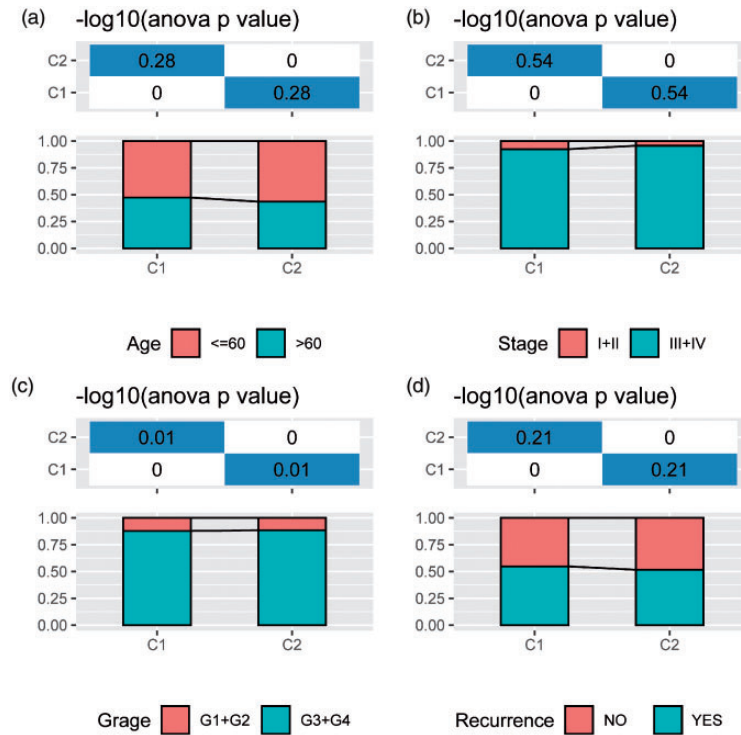 (a) -log10(anova p value)
C2 0.28 0
C1 0 0.28
1.00
0.75
0.50
0.25
0.00
C1 C2
Age <=60 >60
(b) -log10(anova p value)
C2 0.54 0
C1 0 0.54
1.00
0.75
0.50
0.25
0.00
C1 C2
Stage I+II III+IV
(c) -log10(anova p value)
C2 0.01 0
C1 0 0.01
1.00
0.75
0.50
0.25
0.00
C1 C2
Grage G1+G2 G3+G4
(d) -log10(anova p value)
C2 0.21 0
C1 0 0.21
1.00
0.75
0.50
0.25
0.00
C1 C2
Recurrence NO YES